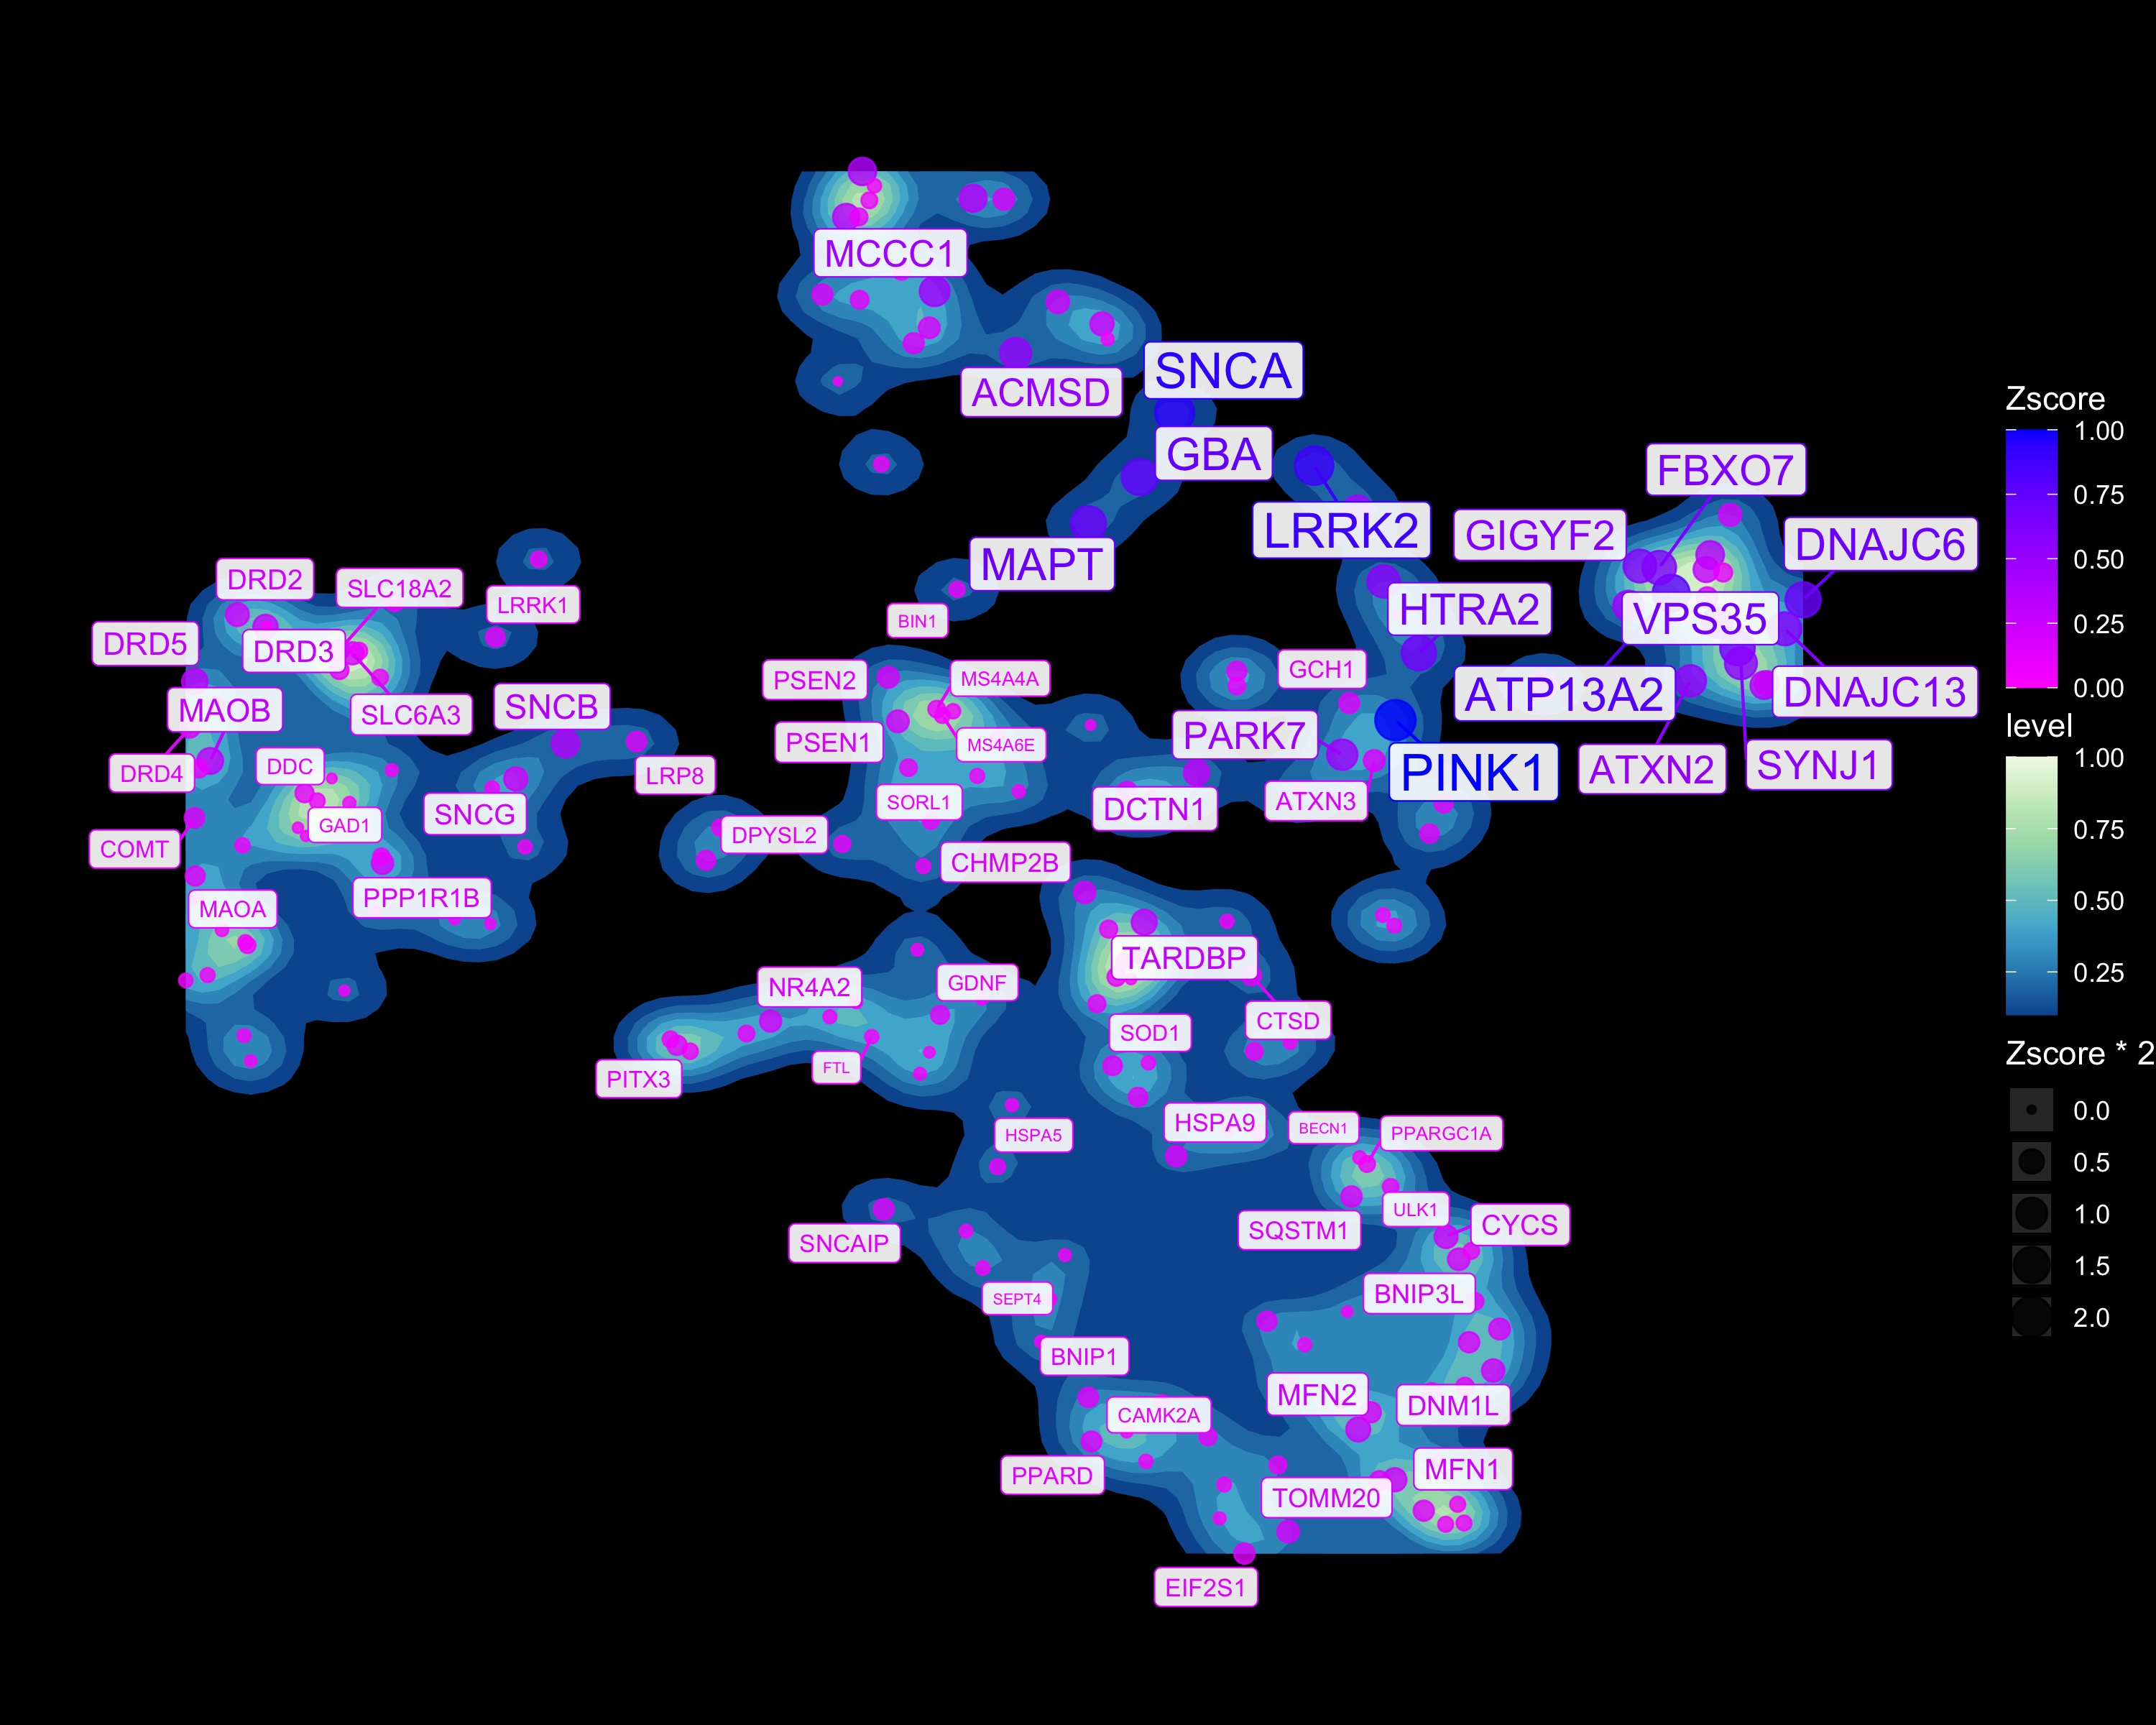 MCCC1
SNCA
ACMSD
GBA
LRRK2
MAPT
FBXO7
GIGYF2
DNAJC6
HTRA2
VPS35
ATP13A2
DNAJC13
ATXN2
SYNJ1
GCH1
PARK7
PINK1
ATXN3
DCTN1
BIN1
PSEN2
MS4A4A
PSEN1
MS4A6E
SORL1
DPYSL2
CHMP2B
DRD2
SLC18A2
LRRK1
DRD5
DRD3
MAOB
SLC6A3
SNCB
DRD4
DDC
LRP8
SNCG
GAD1
COMT
PPP1R1B
MAOA
TARDBP
NR4A2
GDNF
CTSD
SOD1
FTL
PITX3
HSPA9
HSPA5
BECN1
PPARGC1A
ULK1
CYCS
SQSTM1
SNCAIP
SEPT4
BNIP3L
BNIP1
MFN2
DNM1L
CAMK2A
PPARD
MFN1
TOMM20
EIF2S1
Zscore
1.00
0.75
0.50
0.25
0.00
level
1.00
0.75
0.50
0.25
Zscore * 2
0.0
0.5
1.0
1.5
2.0